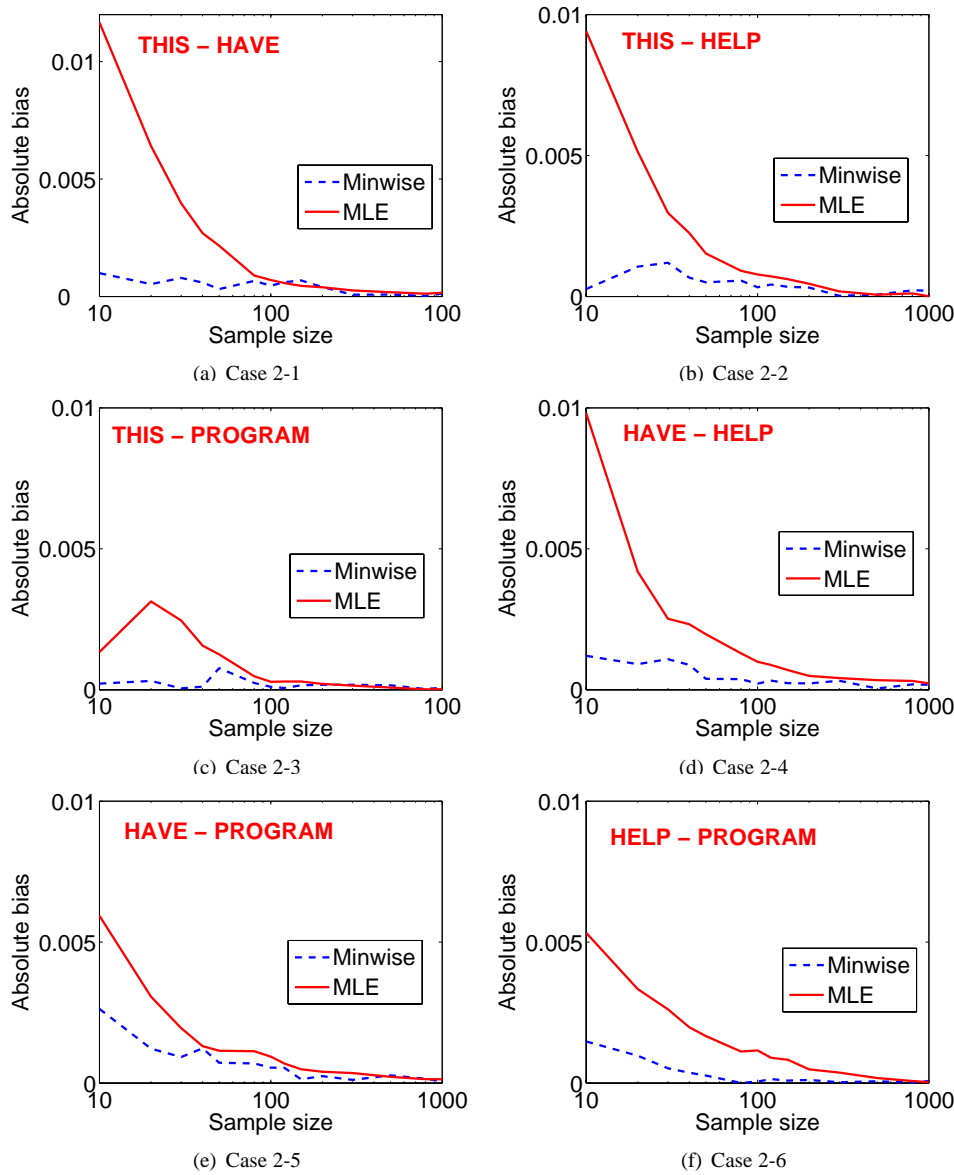 0.01
THIS – HAVE
Absolute bias
0.005
Minwise
MLE
0
10
100
Sample size
(a) Case 2-1
0.01
THIS – HELP
Absolute bias
0.005
Minwise
MLE
0
10
100
1000
Sample size
(b) Case 2-2
0.01
THIS – PROGRAM
Absolute bias
0.005
Minwise
MLE
0
10
100
100
Sample size
(c) Case 2-3
0.01
HAVE – HELP
Absolute bias
0.005
Minwise
MLE
0
10
100
1000
Sample size
(d) Case 2-4
0.01
HAVE – PROGRAM
Absolute bias
0.005
Minwise
MLE
0
10
100
1000
Sample size
(e) Case 2-5
0.01
HELP – PROGRAM
Absolute bias
0.005
Minwise
MLE
0
10
100
1000
Sample size
(f) Case 2-6